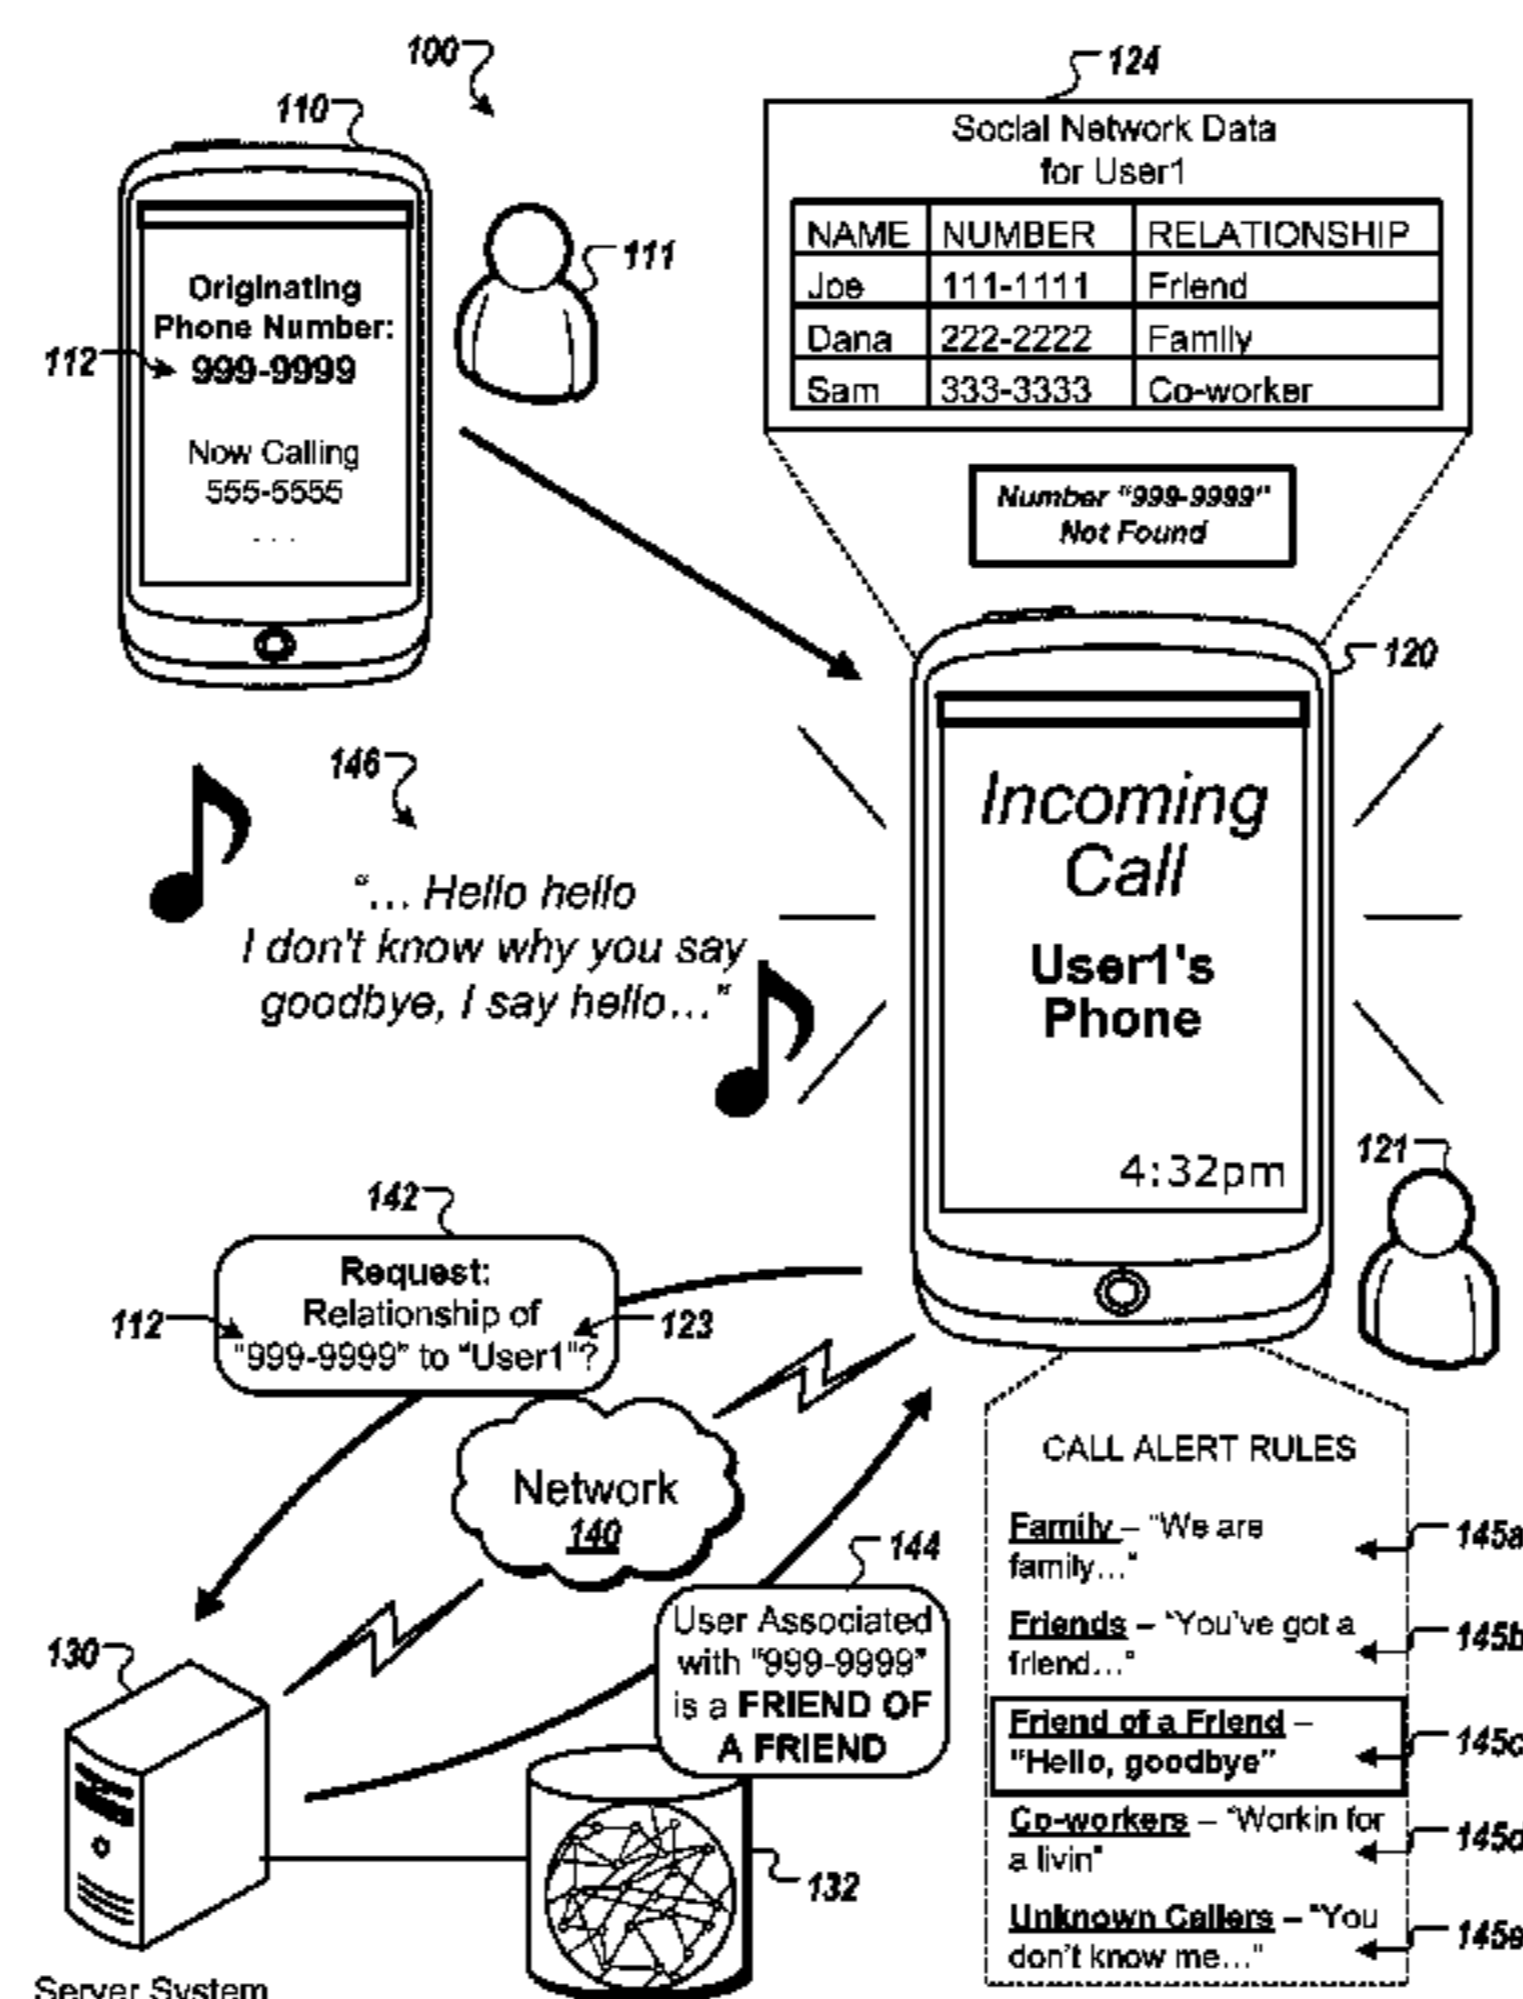 100
110
111
Originating
Phone Number:
112
999-9999
Now Calling
555-5555
...
124
Social Network Data
for User1
NAME NUMBER RELATIONSHIP
Joe 111-1111 Friend
Dana 222-2222 Family
Sam 333-3333 Co-worker
Number "999-9999"
Not Found
120
Incoming
Call
User1's
Phone
4:32pm
121
146
"... Hello hello
I don't know why you say
goodbye, I say hello..."
142
Request:
Relationship of
"999-9999" to "User1"?
112
123
Network
140
144
User Associated
with "999-9999"
is a FRIEND OF
A FRIEND
130
132
Server System
CALL ALERT RULES
Family – "We are
family..."
145a
Friends – "You've got a
friend..."
145b
Friend of a Friend –
"Hello, goodbye"
145c
Co-workers – "Workin for
a livin"
145d
Unknown Callers – "You
don't know me..."
145e